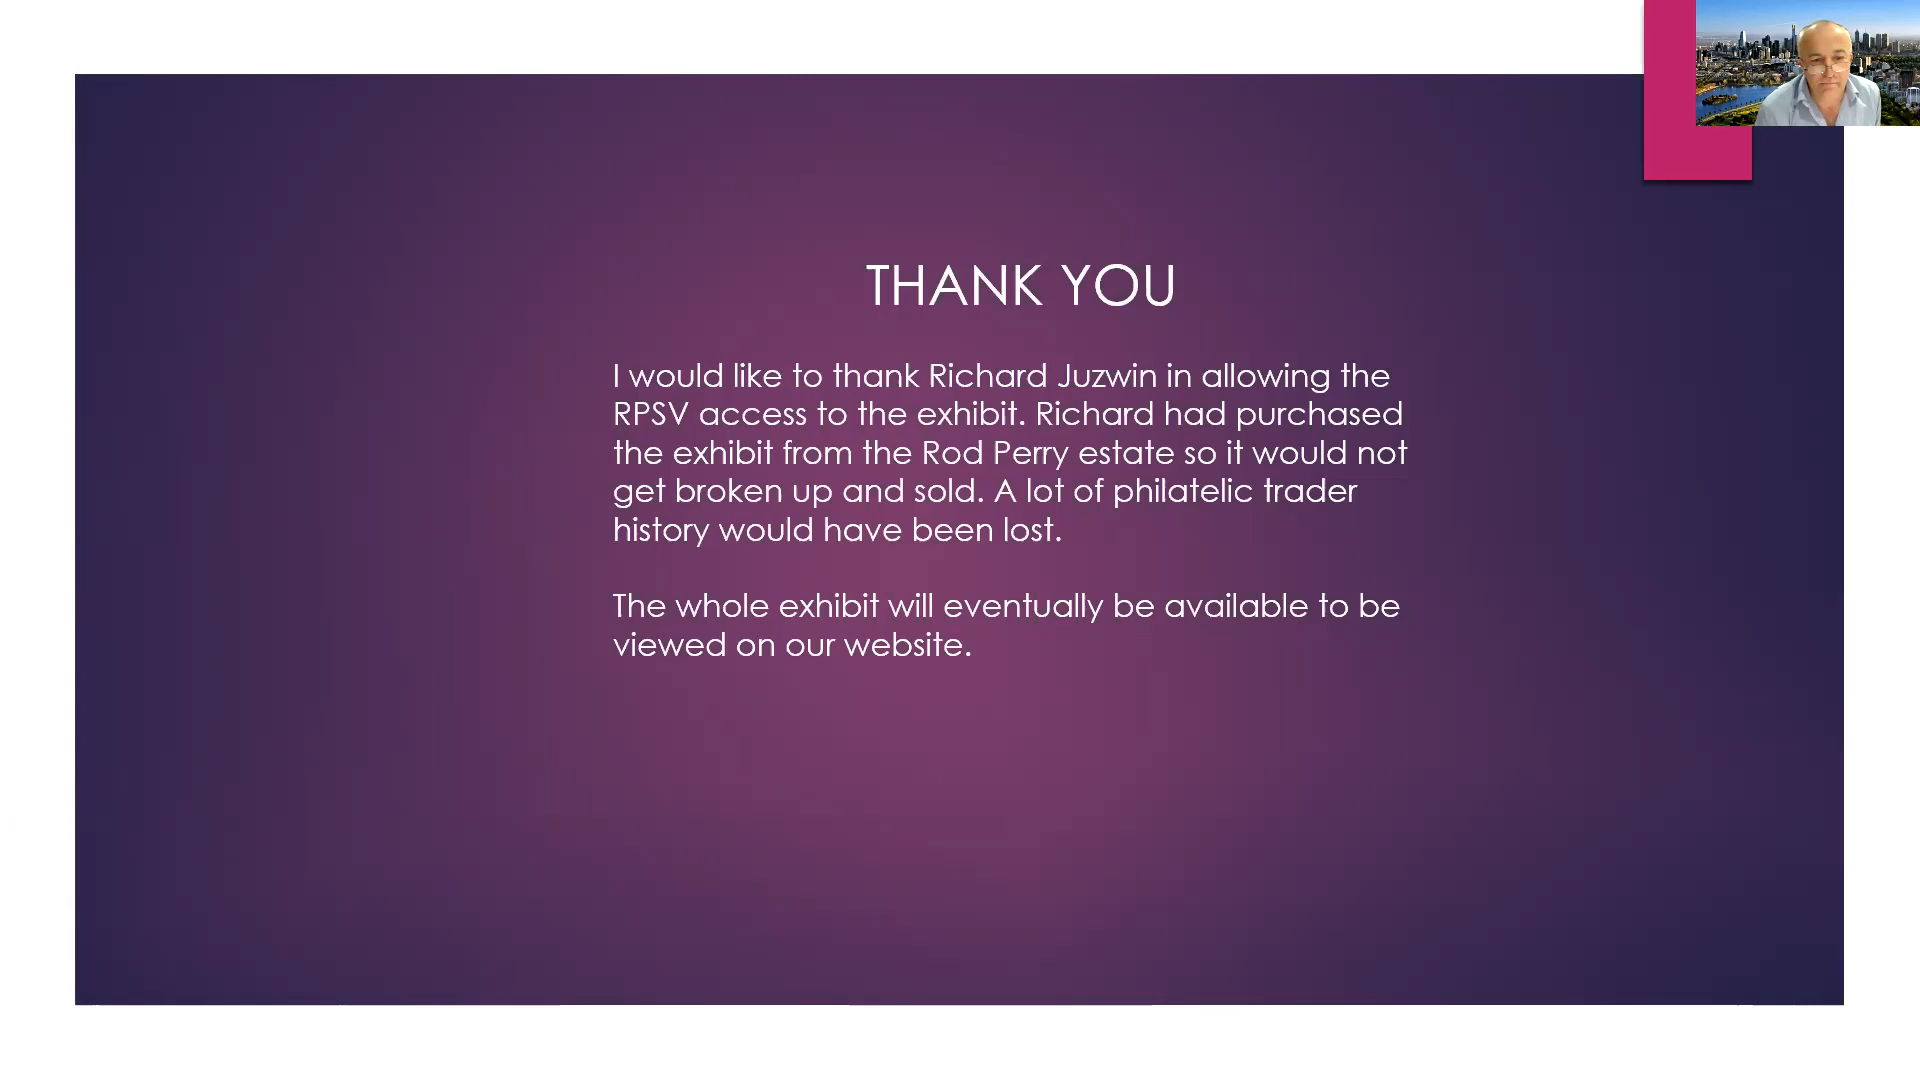 THANK YOU
I would like to thank Richard Juzwin in allowing the
RPSV access to the exhibit. Richard had purchased
the exhibit from the Rod Perry estate so it would not
get broken up and sold. A lot of philatelic trader
history would have been lost.
The whole exhibit will eventually be available to be
viewed on our website.